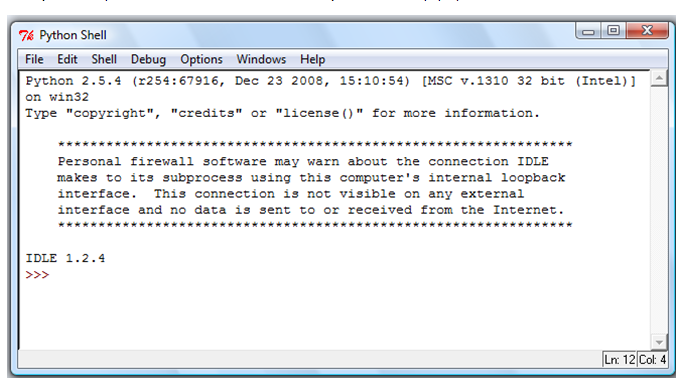 Python Shell
File Edit Shell Debug Options Windows Help
Python 2.5.4 (r254:67916, Dec 23 2008, 15:10:54) [MSC v.1310 32 bit (Intel)]
on win32
Type "copyright", "credits" or "license()" for more information.
****************************************************************
Personal firewall software may warn about the connection IDLE
makes to its subprocess using this computer's internal loopback
interface.  This connection is not visible on any external
interface and no data is sent to or received from the Internet.
****************************************************************
IDLE 1.2.4
>>>
Ln: 12 Col: 4